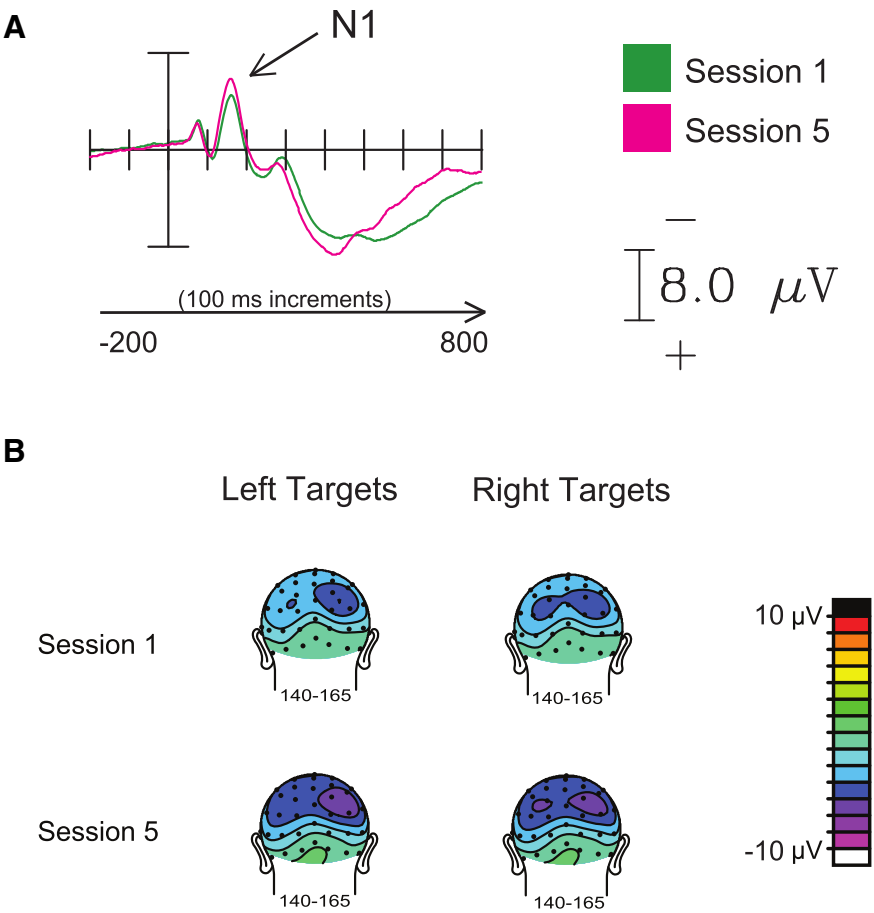 A
N1
Session 1
Session 5
−
8.0 μV
+
(100 ms increments)
-200 800
B
Left Targets Right Targets
Session 1
140-165 140-165
10 μV
Session 5
-10 μV
140-165 140-165